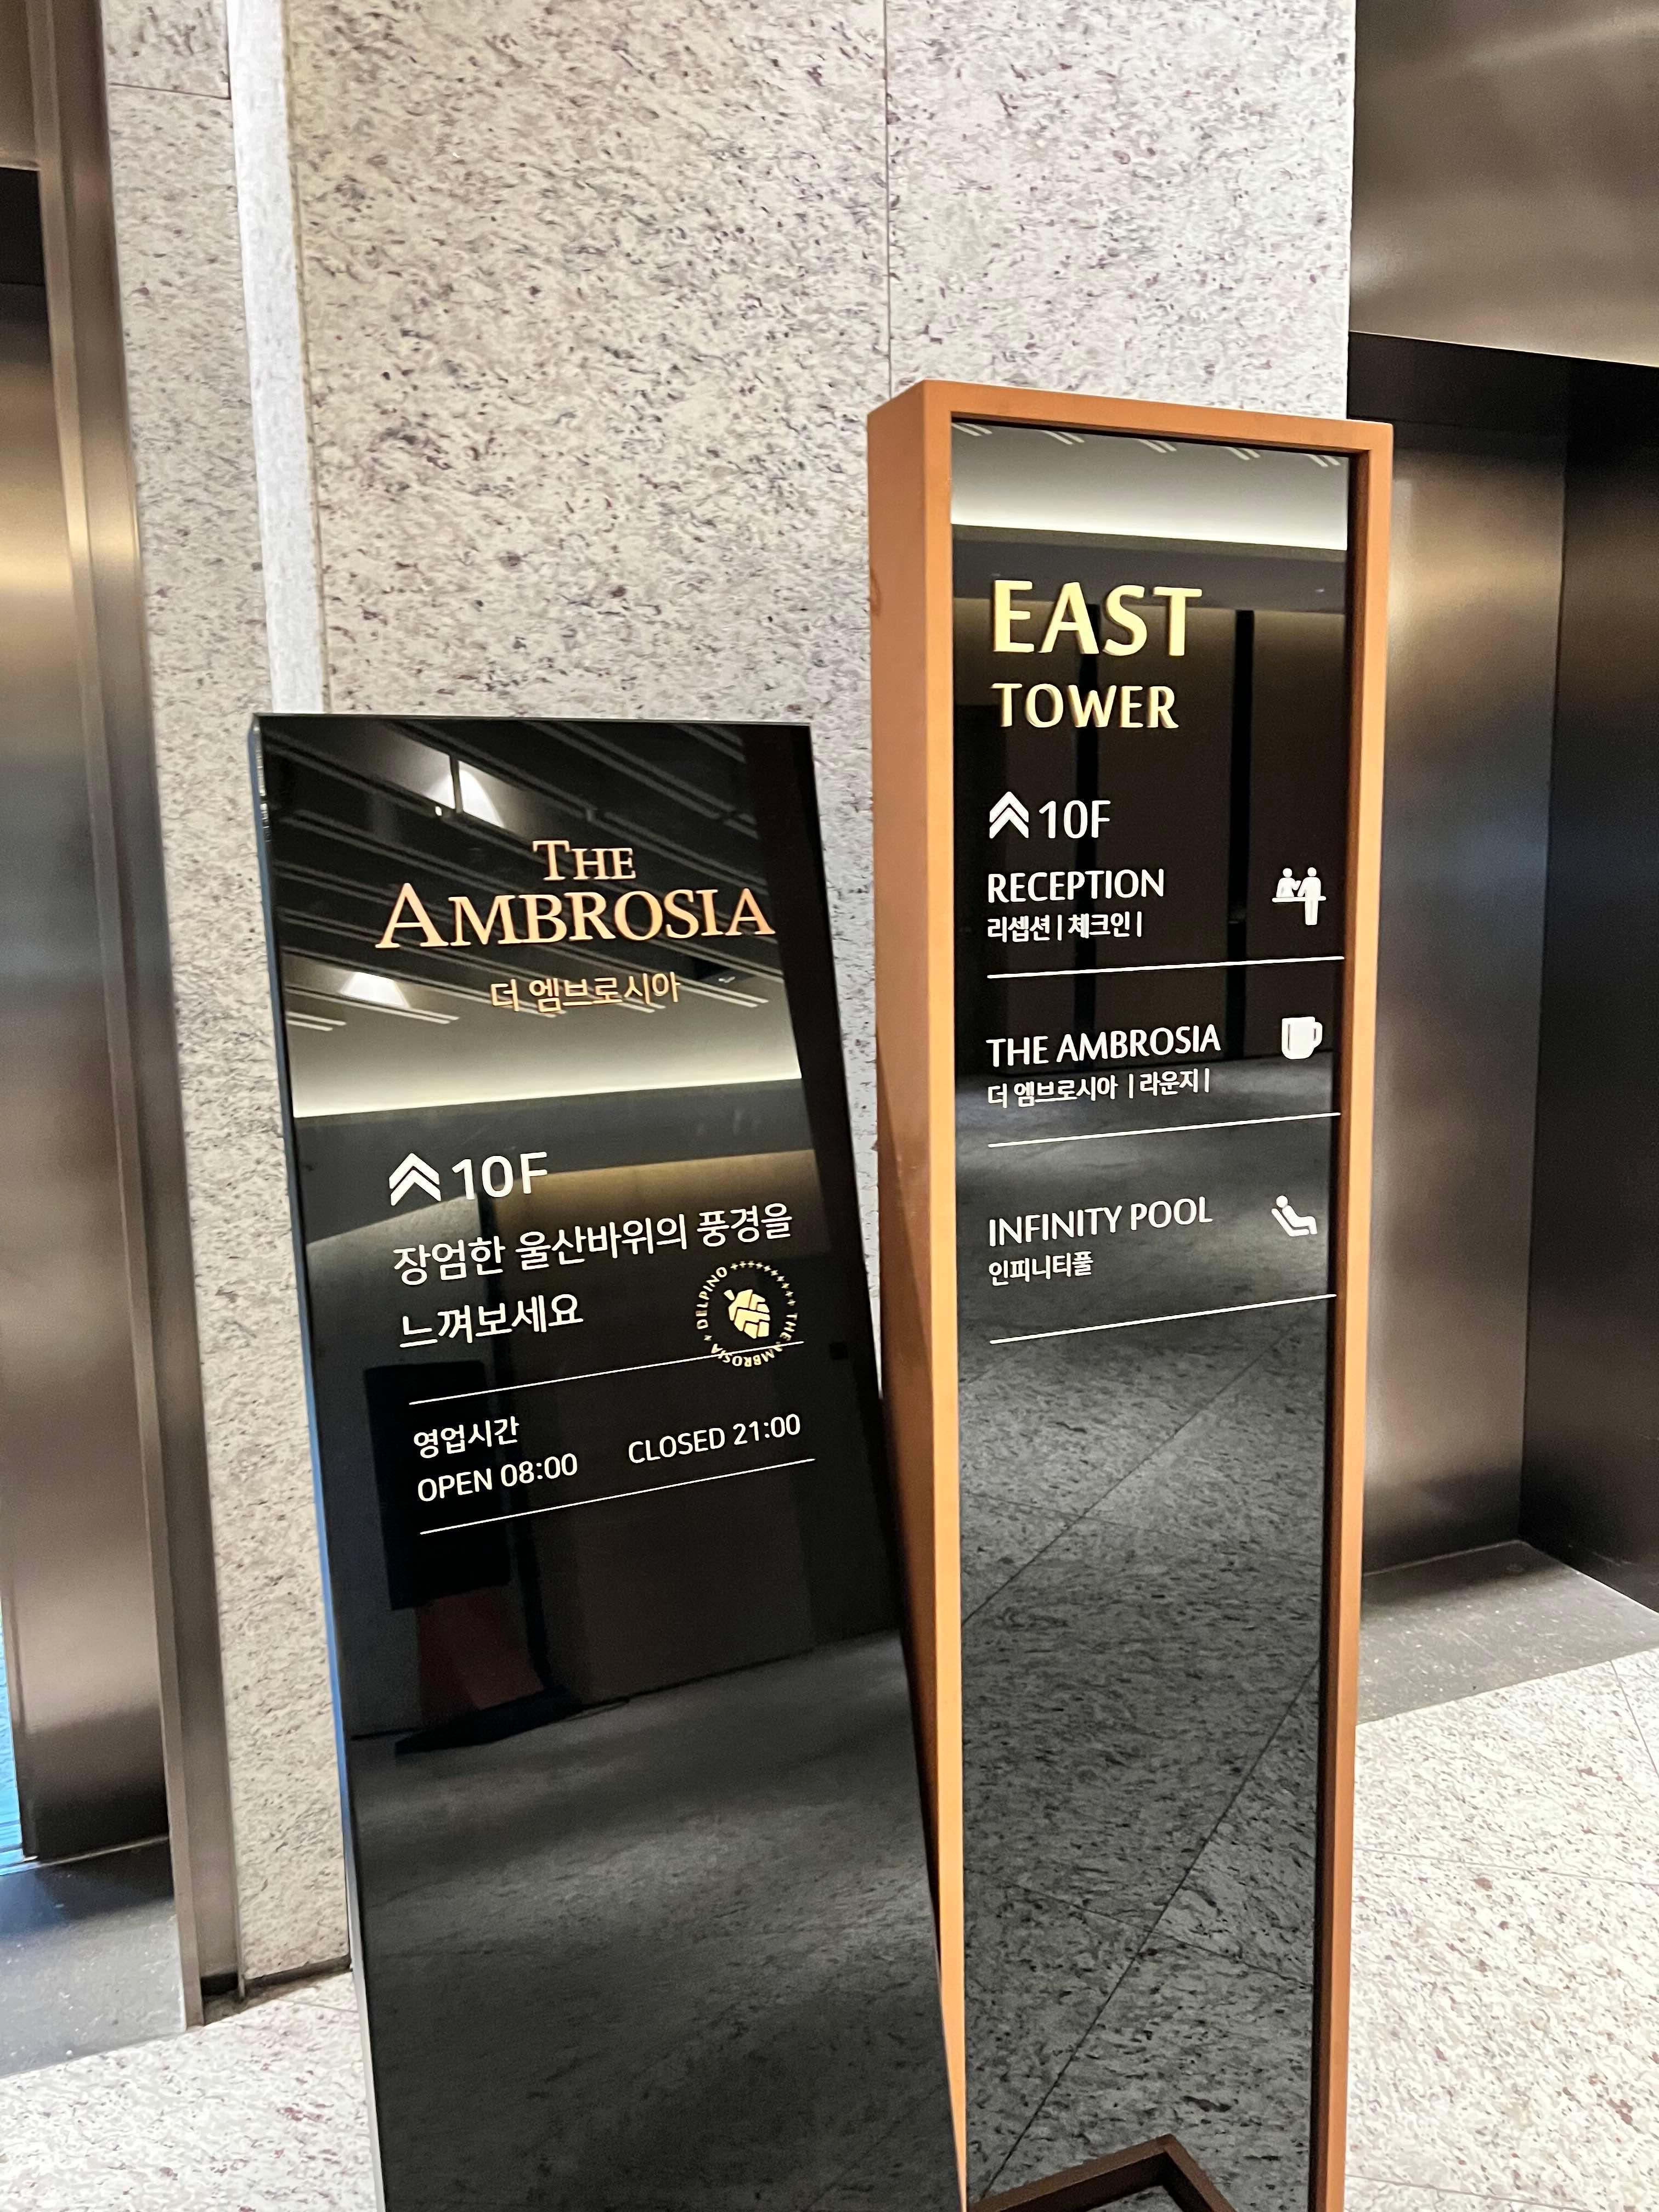 THE
AMBROSIA
더 엠브로시아
10F
장엄한 울산바위의 풍경을
느껴보세요
DELPINO THE AMBROSIA
영업시간
OPEN 08:00 CLOSED 21:00
EAST
TOWER
10F
RECEPTION
리셉션 | 체크인 |
THE AMBROSIA
더 엠브로시아 | 라운지 |
INFINITY POOL
인피니티풀